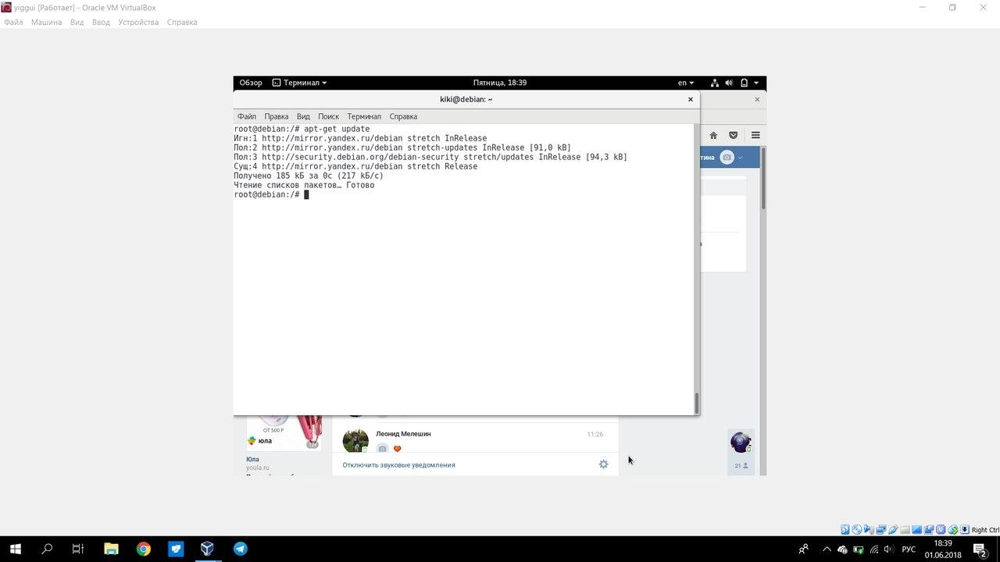 yiggui [Работает] - Oracle VM VirtualBox
Файл Машина Вид Ввод Устройства Справка
Обзор Терминал Пятница, 18:39 en
kiki@debian: ~
Файл Правка Вид Поиск Терминал Справка
root@debian:/# apt-get update
Игн:1 http://mirror.yandex.ru/debian stretch InRelease
Пол:2 http://mirror.yandex.ru/debian stretch-updates InRelease [91,0 kB]
Пол:3 http://security.debian.org/debian-security stretch/updates InRelease [94,3 kB]
Сущ:4 http://mirror.yandex.ru/debian stretch Release
Получено 185 кБ за 0с (217 кБ/с)
Чтение списков пакетов… Готово
root@debian:/#
тина
ОТ 500 Р
юла
Юла
youla.ru
Леонид Мелешин 11:26
Отключить звуковые уведомления
21
Right Ctrl
РУС
18:39
01.06.2018
2